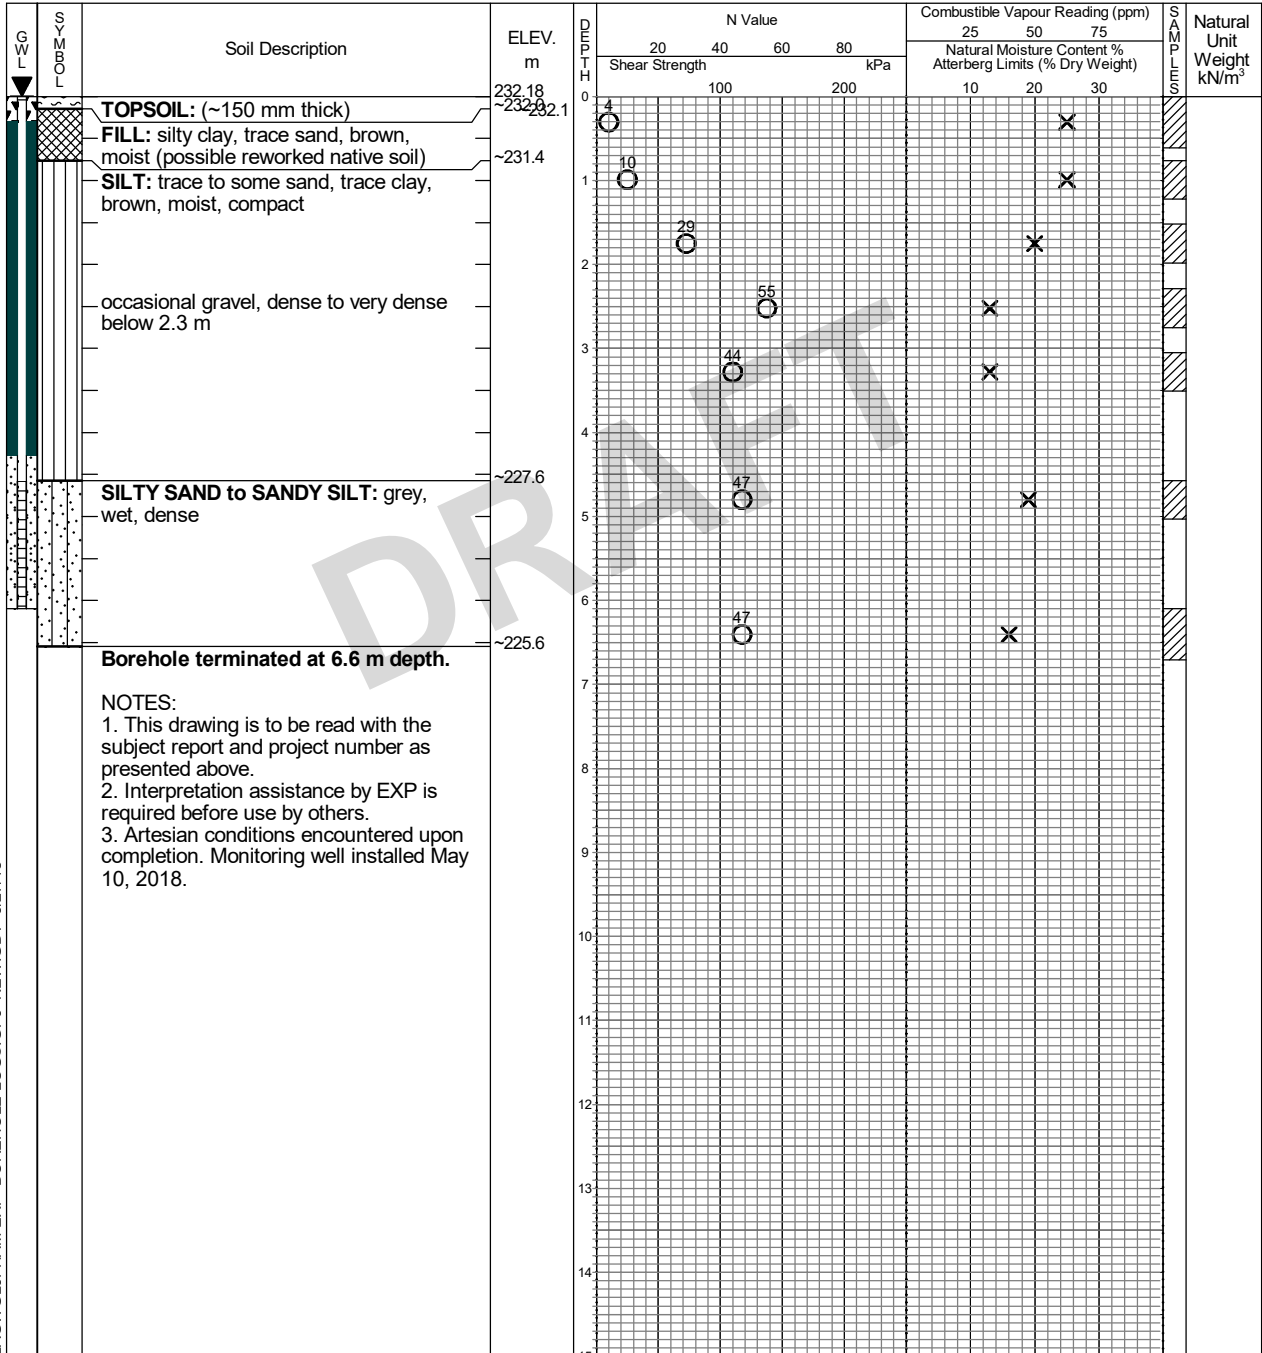 GWL
SYMBOL
Soil Description
ELEV.
m
DEPTH
N Value
20 40 60 80
Shear Strength kPa
100 200
Combustible Vapour Reading (ppm)
25 50 75
Natural Moisture Content %
Atterberg Limits (% Dry Weight)
10 20 30
SAMPLES
Natural
Unit
Weight
kN/m³
232.18
0
TOPSOIL: (~150 mm thick)
~232.0
~232.1
4
FILL: silty clay, trace sand, brown,
moist (possible reworked native soil)
~231.4
10
SILT: trace to some sand, trace clay,
brown, moist, compact
1
29
2
55
occasional gravel, dense to very dense
below 2.3 m
3
44
4
~227.6
47
SILTY SAND to SANDY SILT: grey,
wet, dense
5
6
47
~225.6
Borehole terminated at 6.6 m depth.
7
NOTES:
1. This drawing is to be read with the
subject report and project number as
presented above.
8
2. Interpretation assistance by EXP is
required before use by others.
3. Artesian conditions encountered upon
completion. Monitoring well installed May
10, 2018.
9
10
11
12
13
14
DRAFT